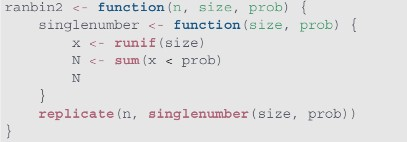 ranbin2 <- function(n, size, prob) {
    singlenumber <- function(size, prob) {
        x <- runif(size)
        N <- sum(x < prob)
        N
    }
    replicate(n, singlenumber(size, prob))
}